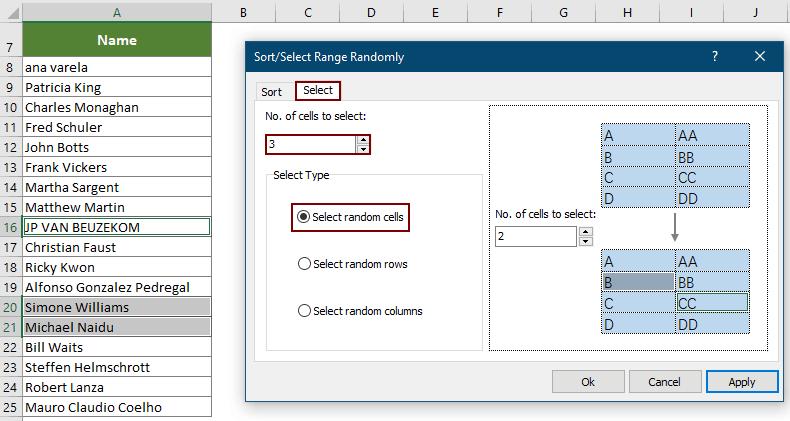 A B C D E F G H I J
7 Name
8 ana varela
9 Patricia King
10 Charles Monaghan
11 Fred Schuler
12 John Botts
13 Frank Vickers
14 Martha Sargent
15 Matthew Martin
16 JP VAN BEUZEKOM
17 Christian Faust
18 Ricky Kwon
19 Alfonso Gonzalez Pedregal
20 Simone Williams
21 Michael Naidu
22 Bill Waits
23 Steffen Helmschrott
24 Robert Lanza
25 Mauro Claudio Coelho
Sort/Select Range Randomly ? ×
Sort Select
No. of cells to select:
3
Select Type
Select random cells
Select random rows
Select random columns
A AA
B BB
C CC
D DD
No. of cells to select:
2
A AA
B BB
C CC
D DD
Ok Cancel Apply